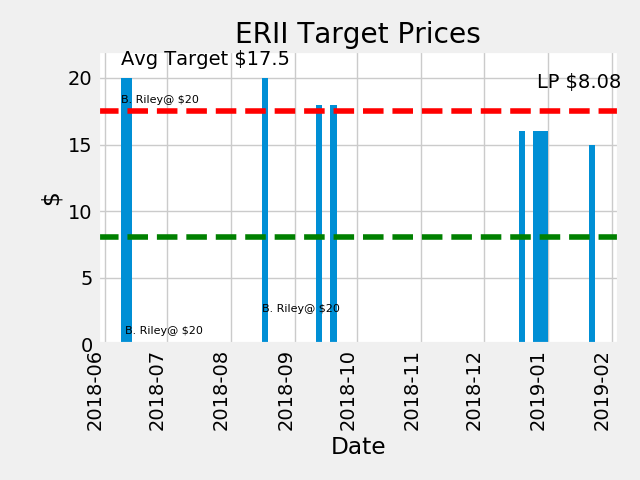 ERII Target Prices
Avg Target $17.5
LP $8.08
B. Riley@ $20
B. Riley@ $20
B. Riley@ $20
$
20
15
10
5
0
2018-06
2018-07
2018-08
2018-09
2018-10
2018-11
2018-12
2019-01
2019-02
Date